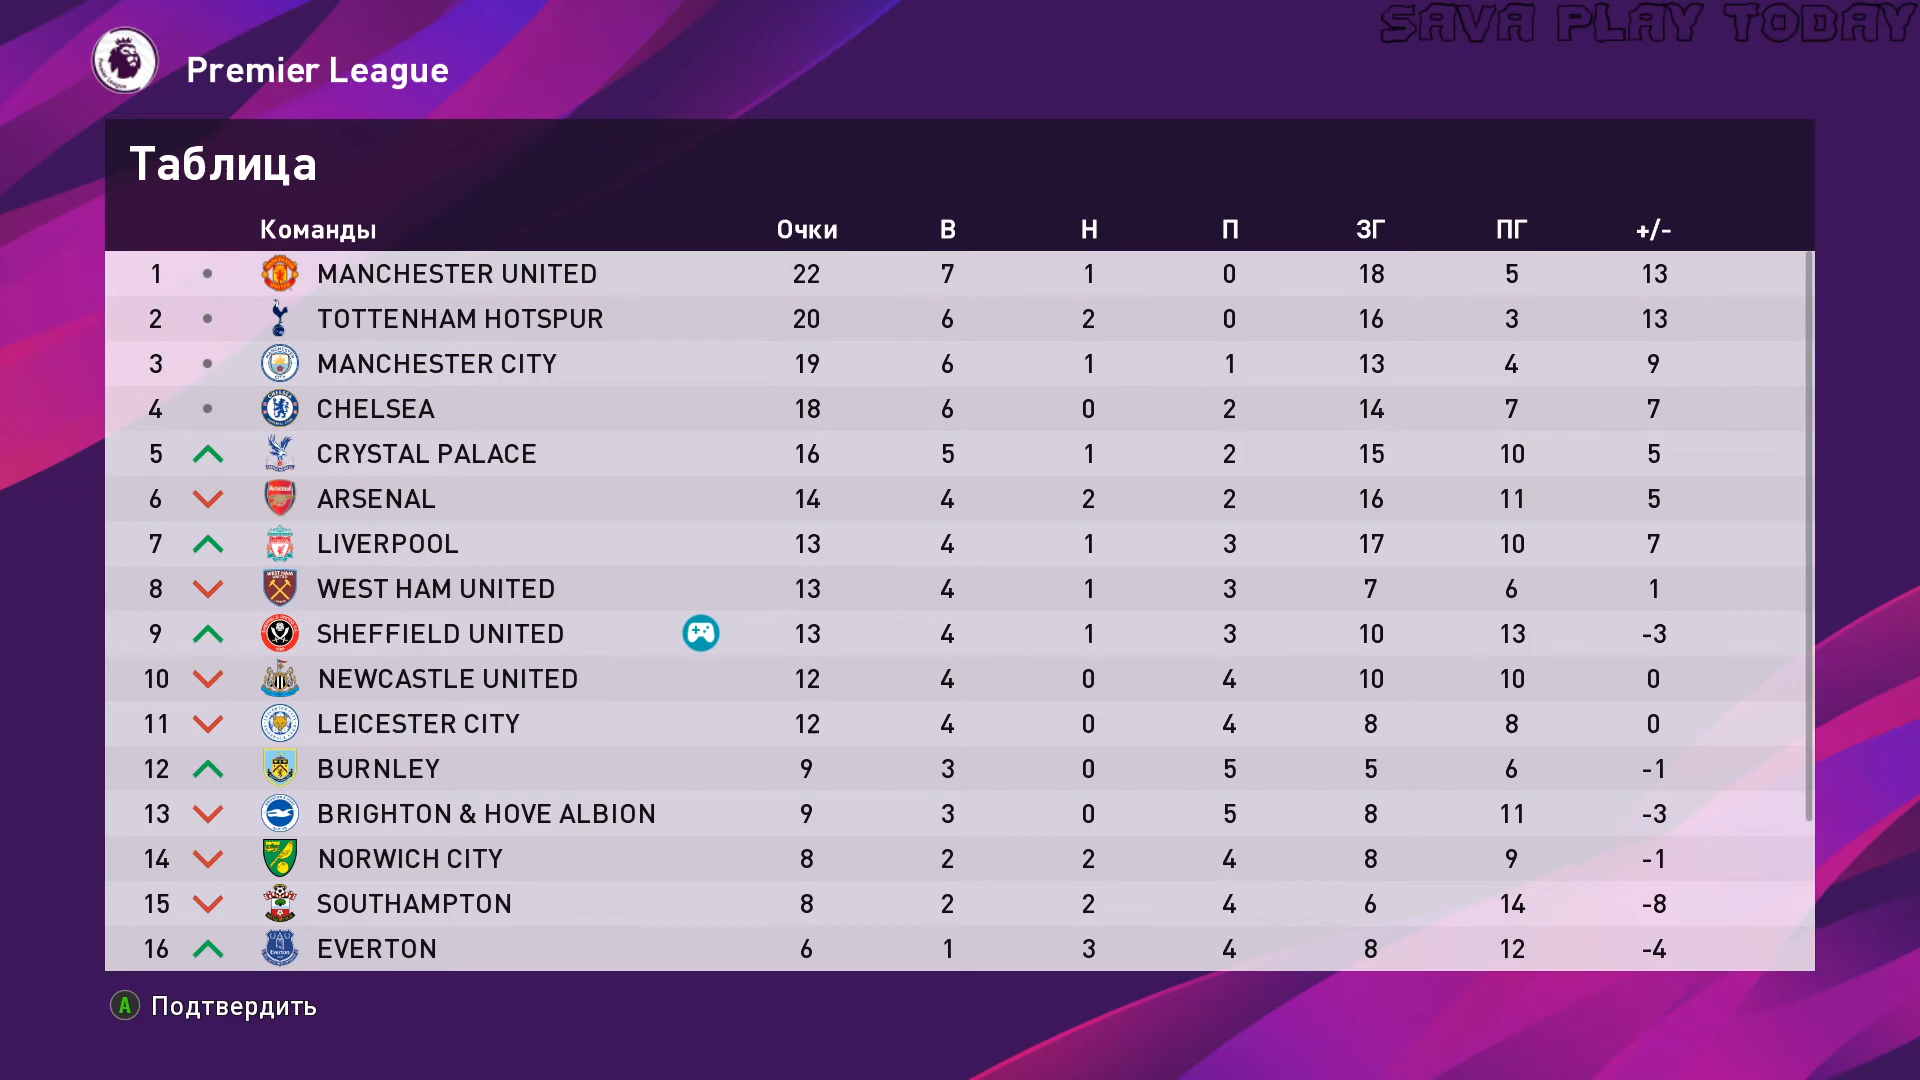 SAVA PLAY TODAY
Premier League
Таблица
Команды Очки В Н П ЗГ ПГ +/-
1 MANCHESTER UNITED 22 7 1 0 18 5 13
2 TOTTENHAM HOTSPUR 20 6 2 0 16 3 13
3 MANCHESTER CITY 19 6 1 1 13 4 9
4 CHELSEA 18 6 0 2 14 7 7
5 CRYSTAL PALACE 16 5 1 2 15 10 5
6 ARSENAL 14 4 2 2 16 11 5
7 LIVERPOOL 13 4 1 3 17 10 7
8 WEST HAM UNITED 13 4 1 3 7 6 1
9 SHEFFIELD UNITED 13 4 1 3 10 13 -3
10 NEWCASTLE UNITED 12 4 0 4 10 10 0
11 LEICESTER CITY 12 4 0 4 8 8 0
12 BURNLEY 9 3 0 5 5 6 -1
13 BRIGHTON & HOVE ALBION 9 3 0 5 8 11 -3
14 NORWICH CITY 8 2 2 4 8 9 -1
15 SOUTHAMPTON 8 2 2 4 6 14 -8
16 EVERTON 6 1 3 4 8 12 -4
A Подтвердить